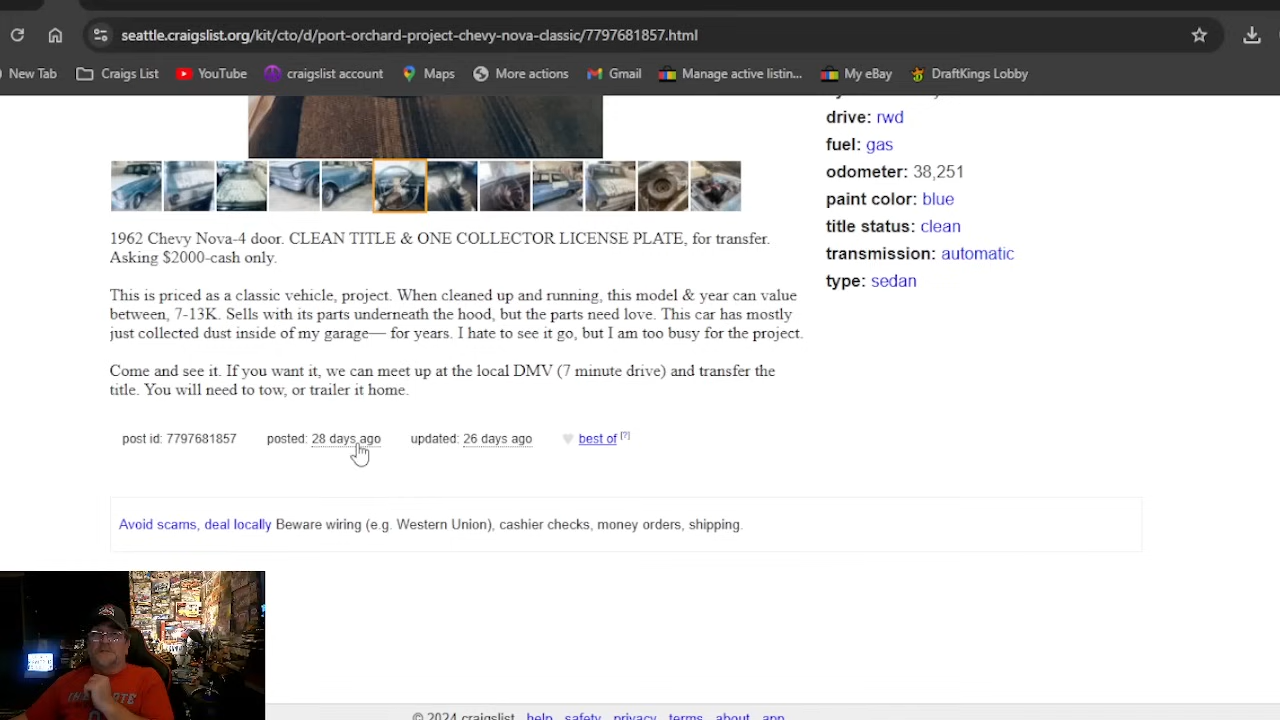 seattle.craigslist.org/kit/cto/d/port-orchard-project-chevy-nova-classic/7797681857.html
New Tab Craigs List YouTube craigslist account Maps More actions Gmail Manage active listin... My eBay DraftKings Lobby
drive: rwd
fuel: gas
odometer: 38,251
paint color: blue
title status: clean
transmission: automatic
type: sedan
1962 Chevy Nova-4 door. CLEAN TITLE & ONE COLLECTOR LICENSE PLATE, for transfer.
Asking $2000-cash only.
This is priced as a classic vehicle, project. When cleaned up and running, this model & year can value
between, 7-13K. Sells with its parts underneath the hood, but the parts need love. This car has mostly
just collected dust inside of my garage— for years. I hate to see it go, but I am too busy for the project.
Come and see it. If you want it, we can meet up at the local DMV (7 minute drive) and transfer the
title. You will need to tow, or trailer it home.
post id: 7797681857 posted: 28 days ago updated: 26 days ago best of [?]
Avoid scams, deal locally Beware wiring (e.g. Western Union), cashier checks, money orders, shipping.
© 2024 craigslist help safety privacy terms about app